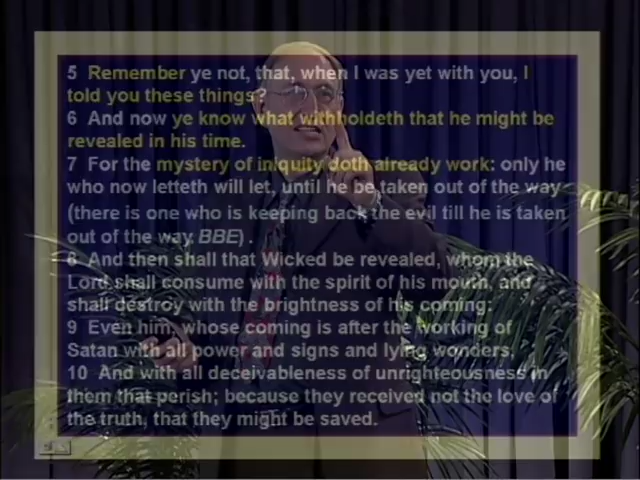 5 Remember ye not, that, when I was yet with you, I
told you these things?
6 And now ye know what withholdeth that he might be
revealed in his time.
7 For the mystery of iniquity doth already work: only he
who now letteth will let, until he be taken out of the way
(there is one who is keeping back the evil till he is taken
out of the way BBE) .
8 And then shall that Wicked be revealed, whom the
Lord shall consume with the spirit of his mouth, and
shall destroy with the brightness of his coming:
9 Even him, whose coming is after the working of
Satan with all power and signs and lying wonders,
10 And with all deceivableness of unrighteousness in
them that perish; because they received not the love of
the truth, that they might be saved.